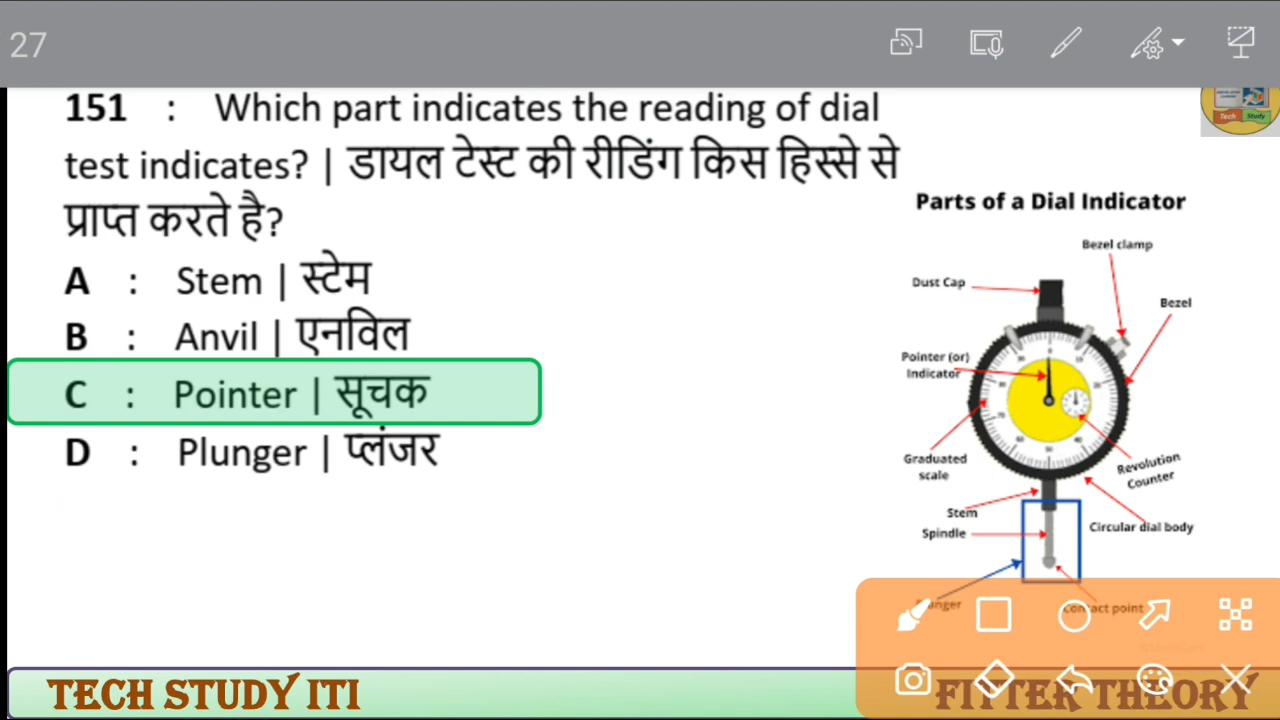 27
151 : Which part indicates the reading of dial
test indicates? | डायल टेस्ट की रीडिंग किस हिस्से से
प्राप्त करते है?
A : Stem | स्टेम
B : Anvil | एनविल
C : Pointer | सूचक
D : Plunger | प्लंजर
Tech Study
Parts of a Dial Indicator
Bezel clamp
Dust Cap
Bezel
Pointer (or)
Indicator
Graduated
scale
Revolution
Counter
Stem
Spindle
Circular dial body
contact point
TECH STUDY ITI
FITTER THEORY